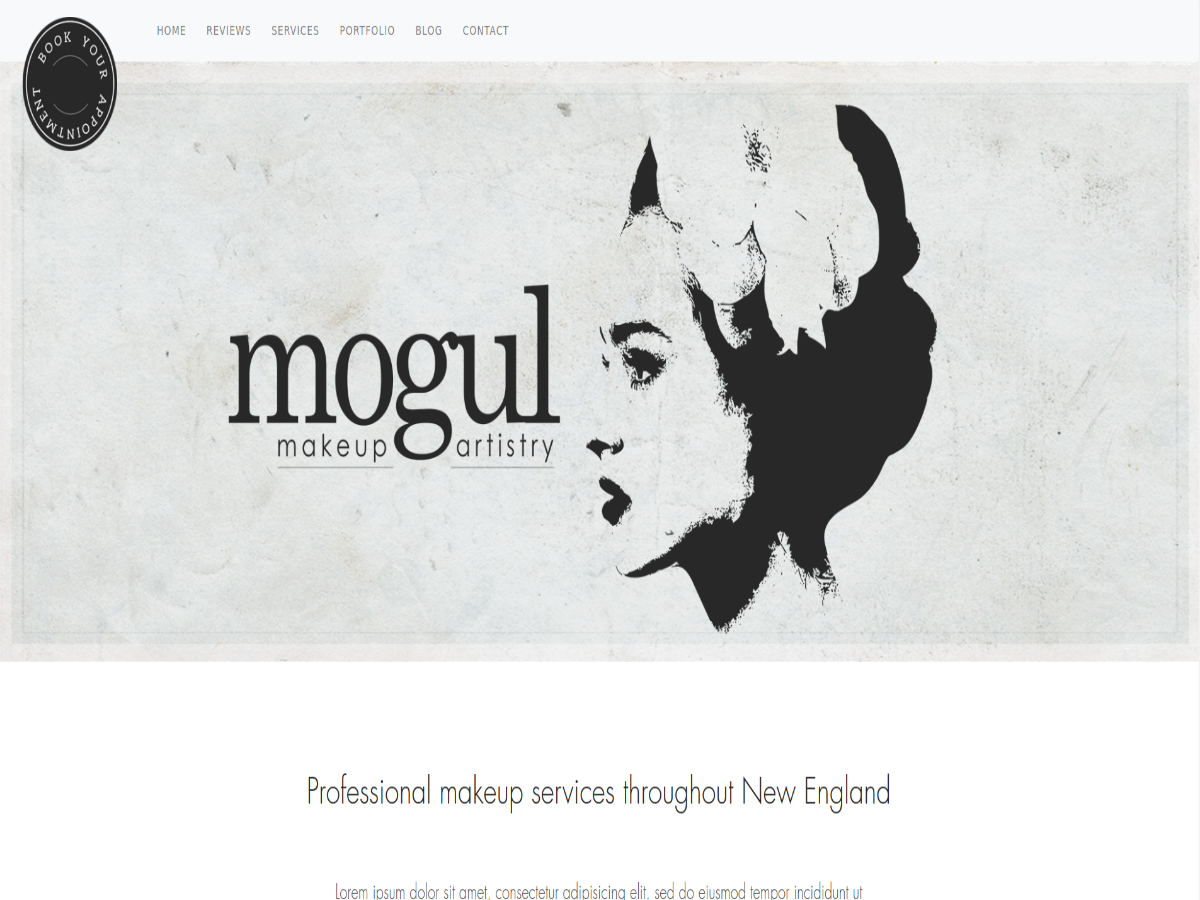 BOOK YOUR APPOINTMENT
HOME REVIEWS SERVICES PORTFOLIO BLOG CONTACT
mogul
makeup artistry
Professional makeup services throughout New England
Lorem ipsum dolor sit amet, consectetur adipisicing elit, sed do eiusmod tempor incididunt ut